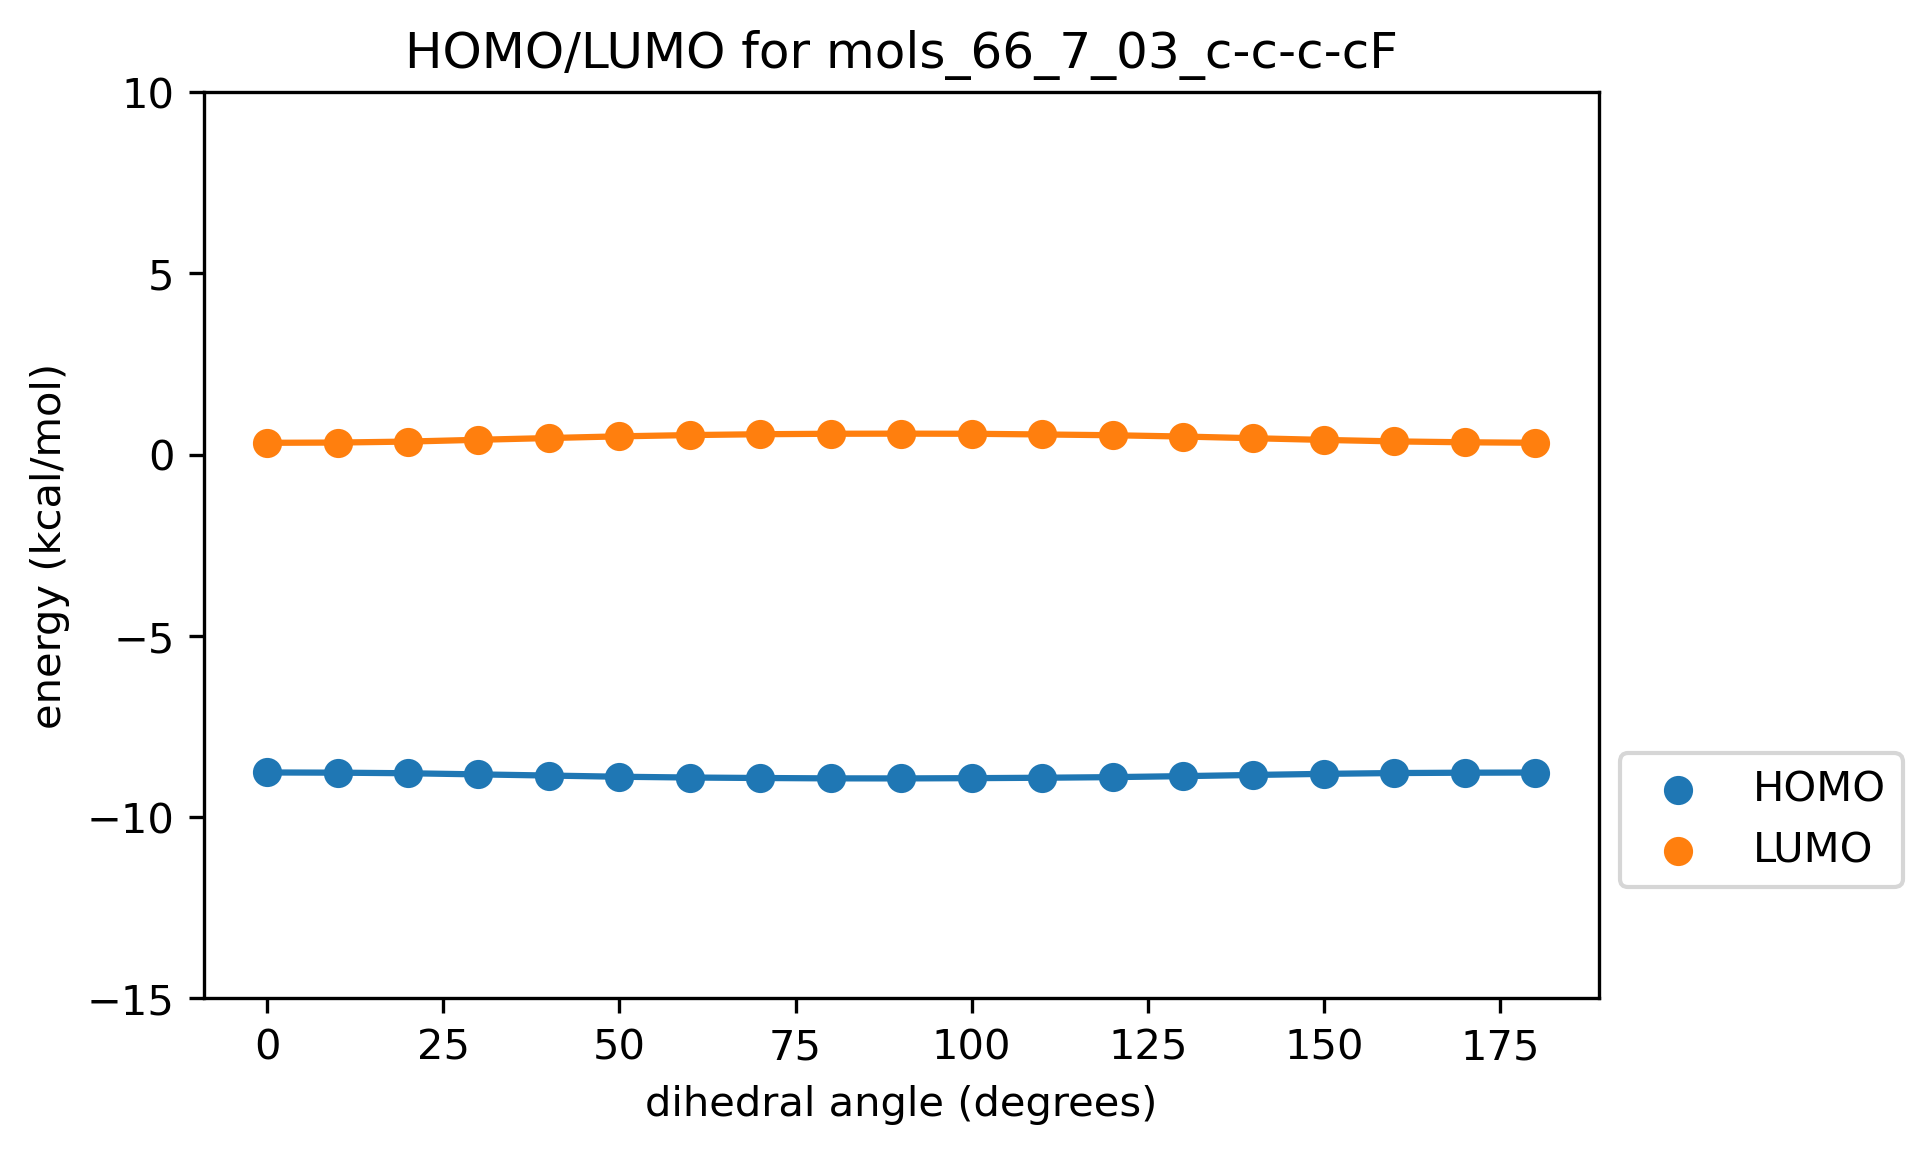 HOMO/LUMO for mols_66_7_03_c-c-c-cF
10
5
0
−5
−10
−15
energy (kcal/mol)
0 25 50 75 100 125 150 175
dihedral angle (degrees)
HOMO
LUMO